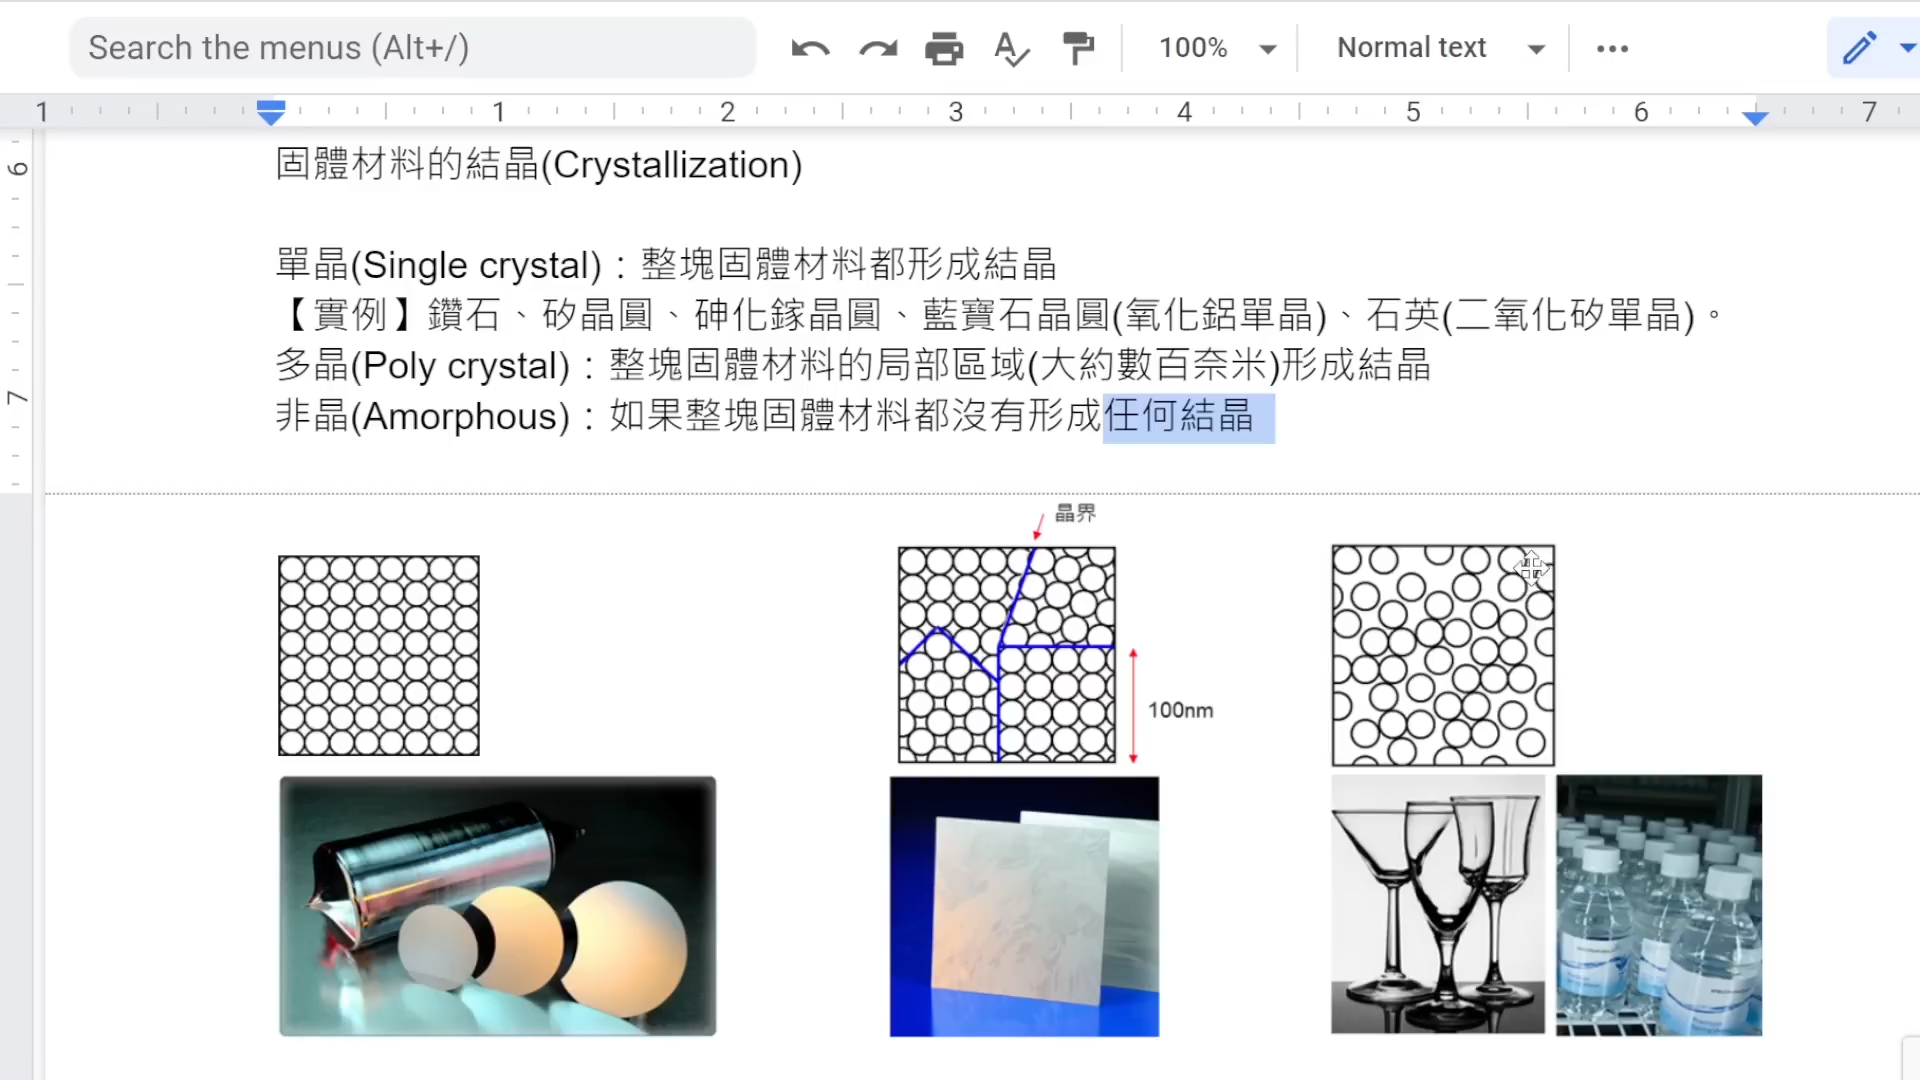 Search the menus (Alt+/)
100%
Normal text
1 1 2 3 4 5 6 7
6
7
固體材料的結晶(Crystallization)
單晶(Single crystal)：整塊固體材料都形成結晶
【實例】鑽石、矽晶圓、砷化鎵晶圓、藍寶石晶圓(氧化鋁單晶)、石英(二氧化矽單晶)。
多晶(Poly crystal)：整塊固體材料的局部區域(大約數百奈米)形成結晶
非晶(Amorphous)：如果整塊固體材料都沒有形成任何結晶
晶界
100nm